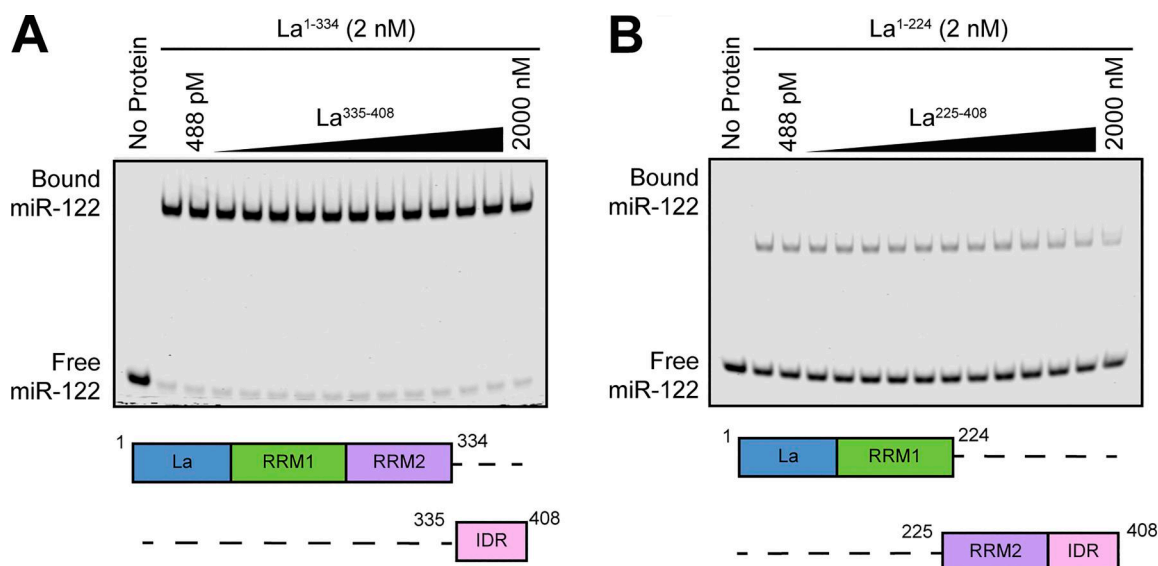 A
La1-334 (2 nM)
No Protein
488 pM
La335-408
2000 nM
Bound
miR-122
Free
miR-122
1
334
La
RRM1
RRM2
335
408
IDR
B
La1-224 (2 nM)
No Protein
488 pM
La225-408
2000 nM
Bound
miR-122
Free
miR-122
1
224
La
RRM1
225
408
RRM2
IDR